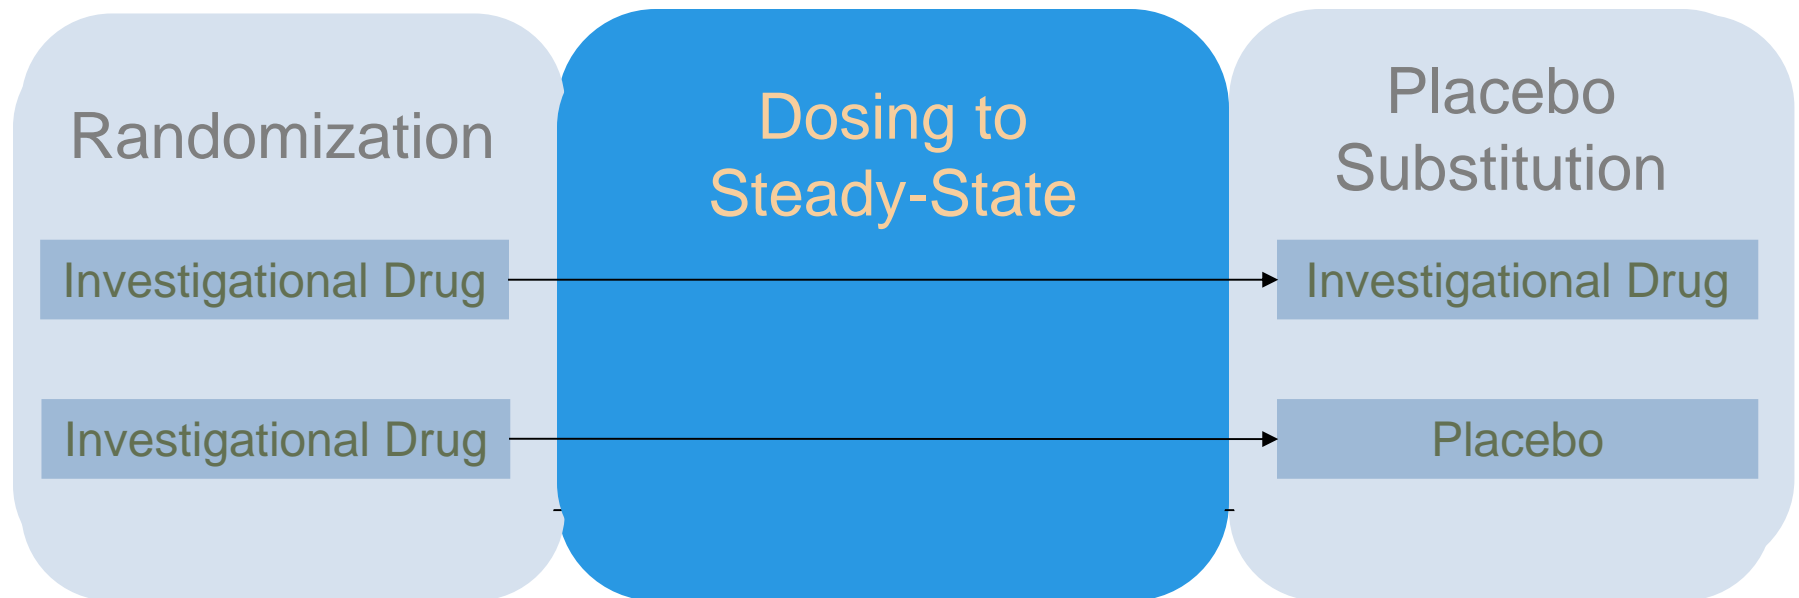 Randomization
Dosing to
Steady-State
Placebo
Substitution
Investigational Drug
Investigational Drug
Investigational Drug
Placebo